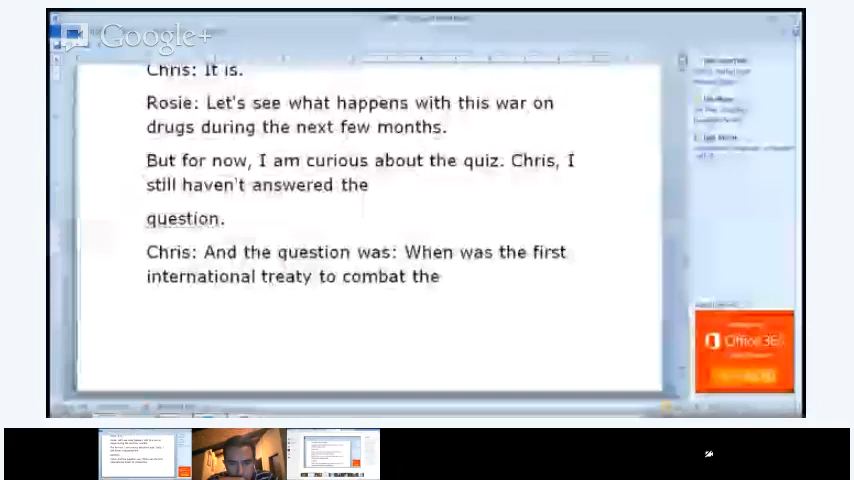 Google+
Chris: It is.
Rosie: Let's see what happens with this war on
drugs during the next few months.
But for now, I am curious about the quiz. Chris, I
still haven't answered the
question.
Chris: And the question was: When was the first
international treaty to combat the
Office 365